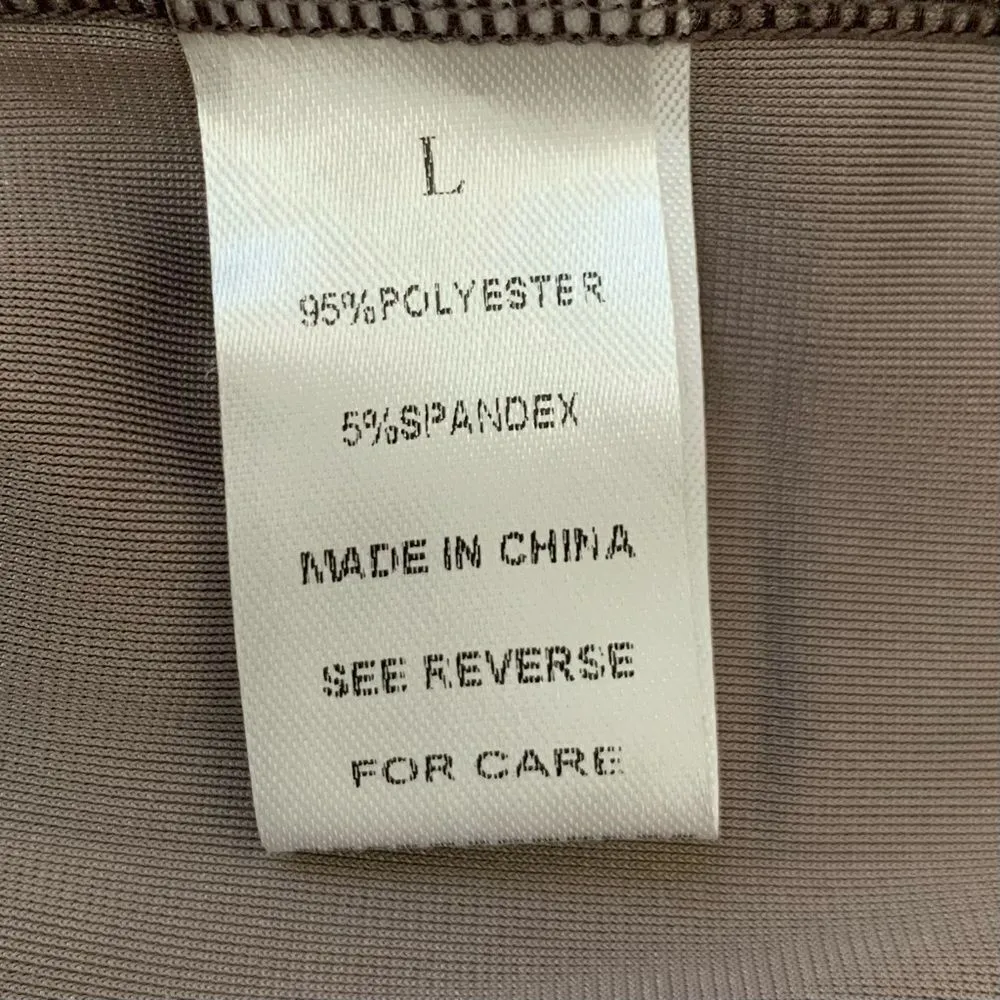 L
95%POLYESTER
5%SPANDEX
MADE IN CHINA
SEE REVERSE
FOR CARE